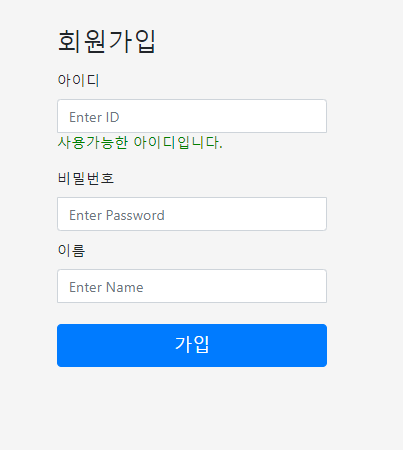 회원가입
아이디
Enter ID
사용가능한 아이디입니다.
비밀번호
Enter Password
이름
Enter Name
가입